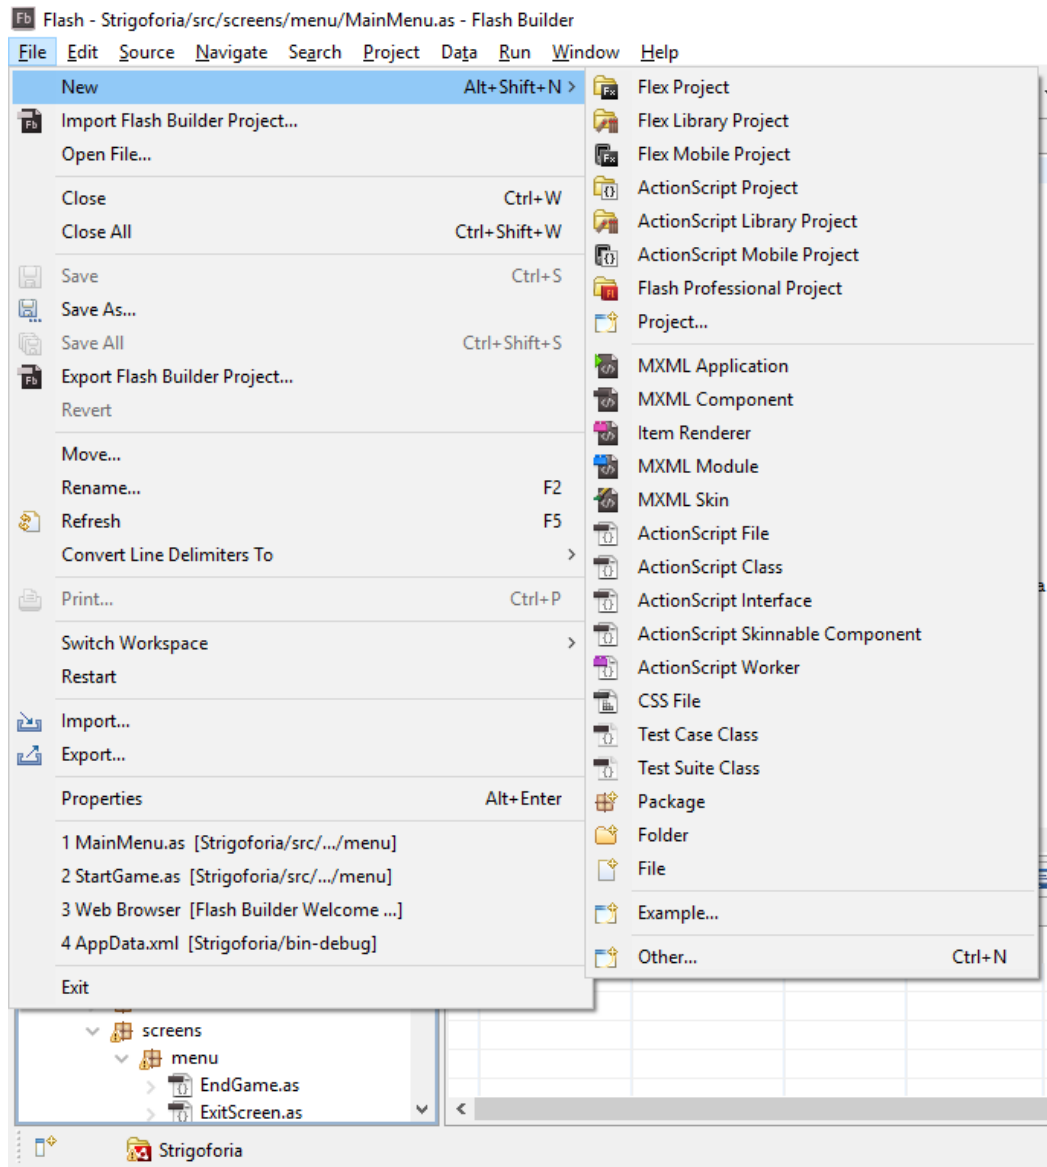 Fb Flash - Strigoforia/src/screens/menu/MainMenu.as - Flash Builder
File Edit Source Navigate Search Project Data Run Window Help
New Alt+Shift+N >
Import Flash Builder Project...
Open File...
Close Ctrl+W
Close All Ctrl+Shift+W
Save Ctrl+S
Save As...
Save All Ctrl+Shift+S
Export Flash Builder Project...
Revert
Move...
Rename... F2
Refresh F5
Convert Line Delimiters To >
Print... Ctrl+P
Switch Workspace >
Restart
Import...
Export...
Properties Alt+Enter
1 MainMenu.as [Strigoforia/src/.../menu]
2 StartGame.as [Strigoforia/src/.../menu]
3 Web Browser [Flash Builder Welcome ...]
4 AppData.xml [Strigoforia/bin-debug]
Exit
Flex Project
Flex Library Project
Flex Mobile Project
ActionScript Project
ActionScript Library Project
ActionScript Mobile Project
Flash Professional Project
Project...
MXML Application
MXML Component
Item Renderer
MXML Module
MXML Skin
ActionScript File
ActionScript Class
ActionScript Interface
ActionScript Skinnable Component
ActionScript Worker
CSS File
Test Case Class
Test Suite Class
Package
Folder
File
Example...
Other... Ctrl+N
screens
menu
EndGame.as
ExitScreen.as
Strigoforia